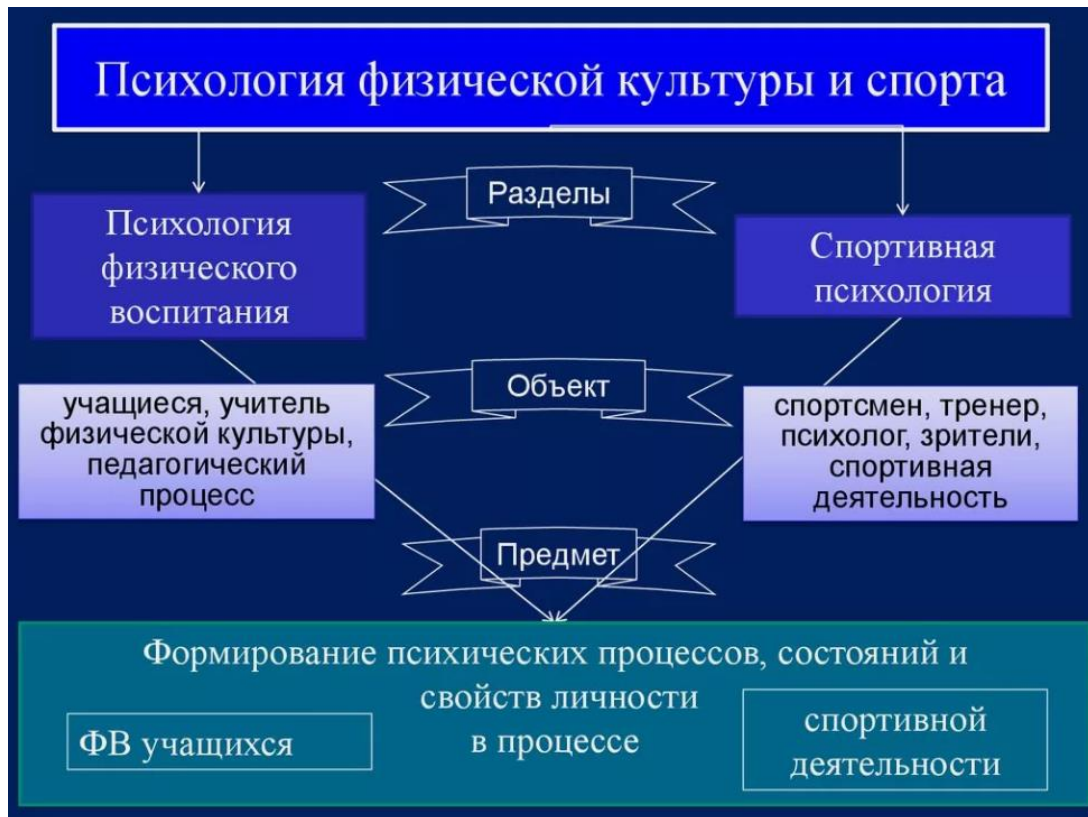 Психология физической культуры и спорта
Разделы
Психология
физического
воспитания
Спортивная
психология
Объект
учащиеся, учитель
физической культуры,
педагогический
процесс
спортсмен, тренер,
психолог, зрители,
спортивная
деятельность
Предмет
Формирование психических процессов, состояний и
свойств личности
в процессе
ФВ учащихся
спортивной
деятельности